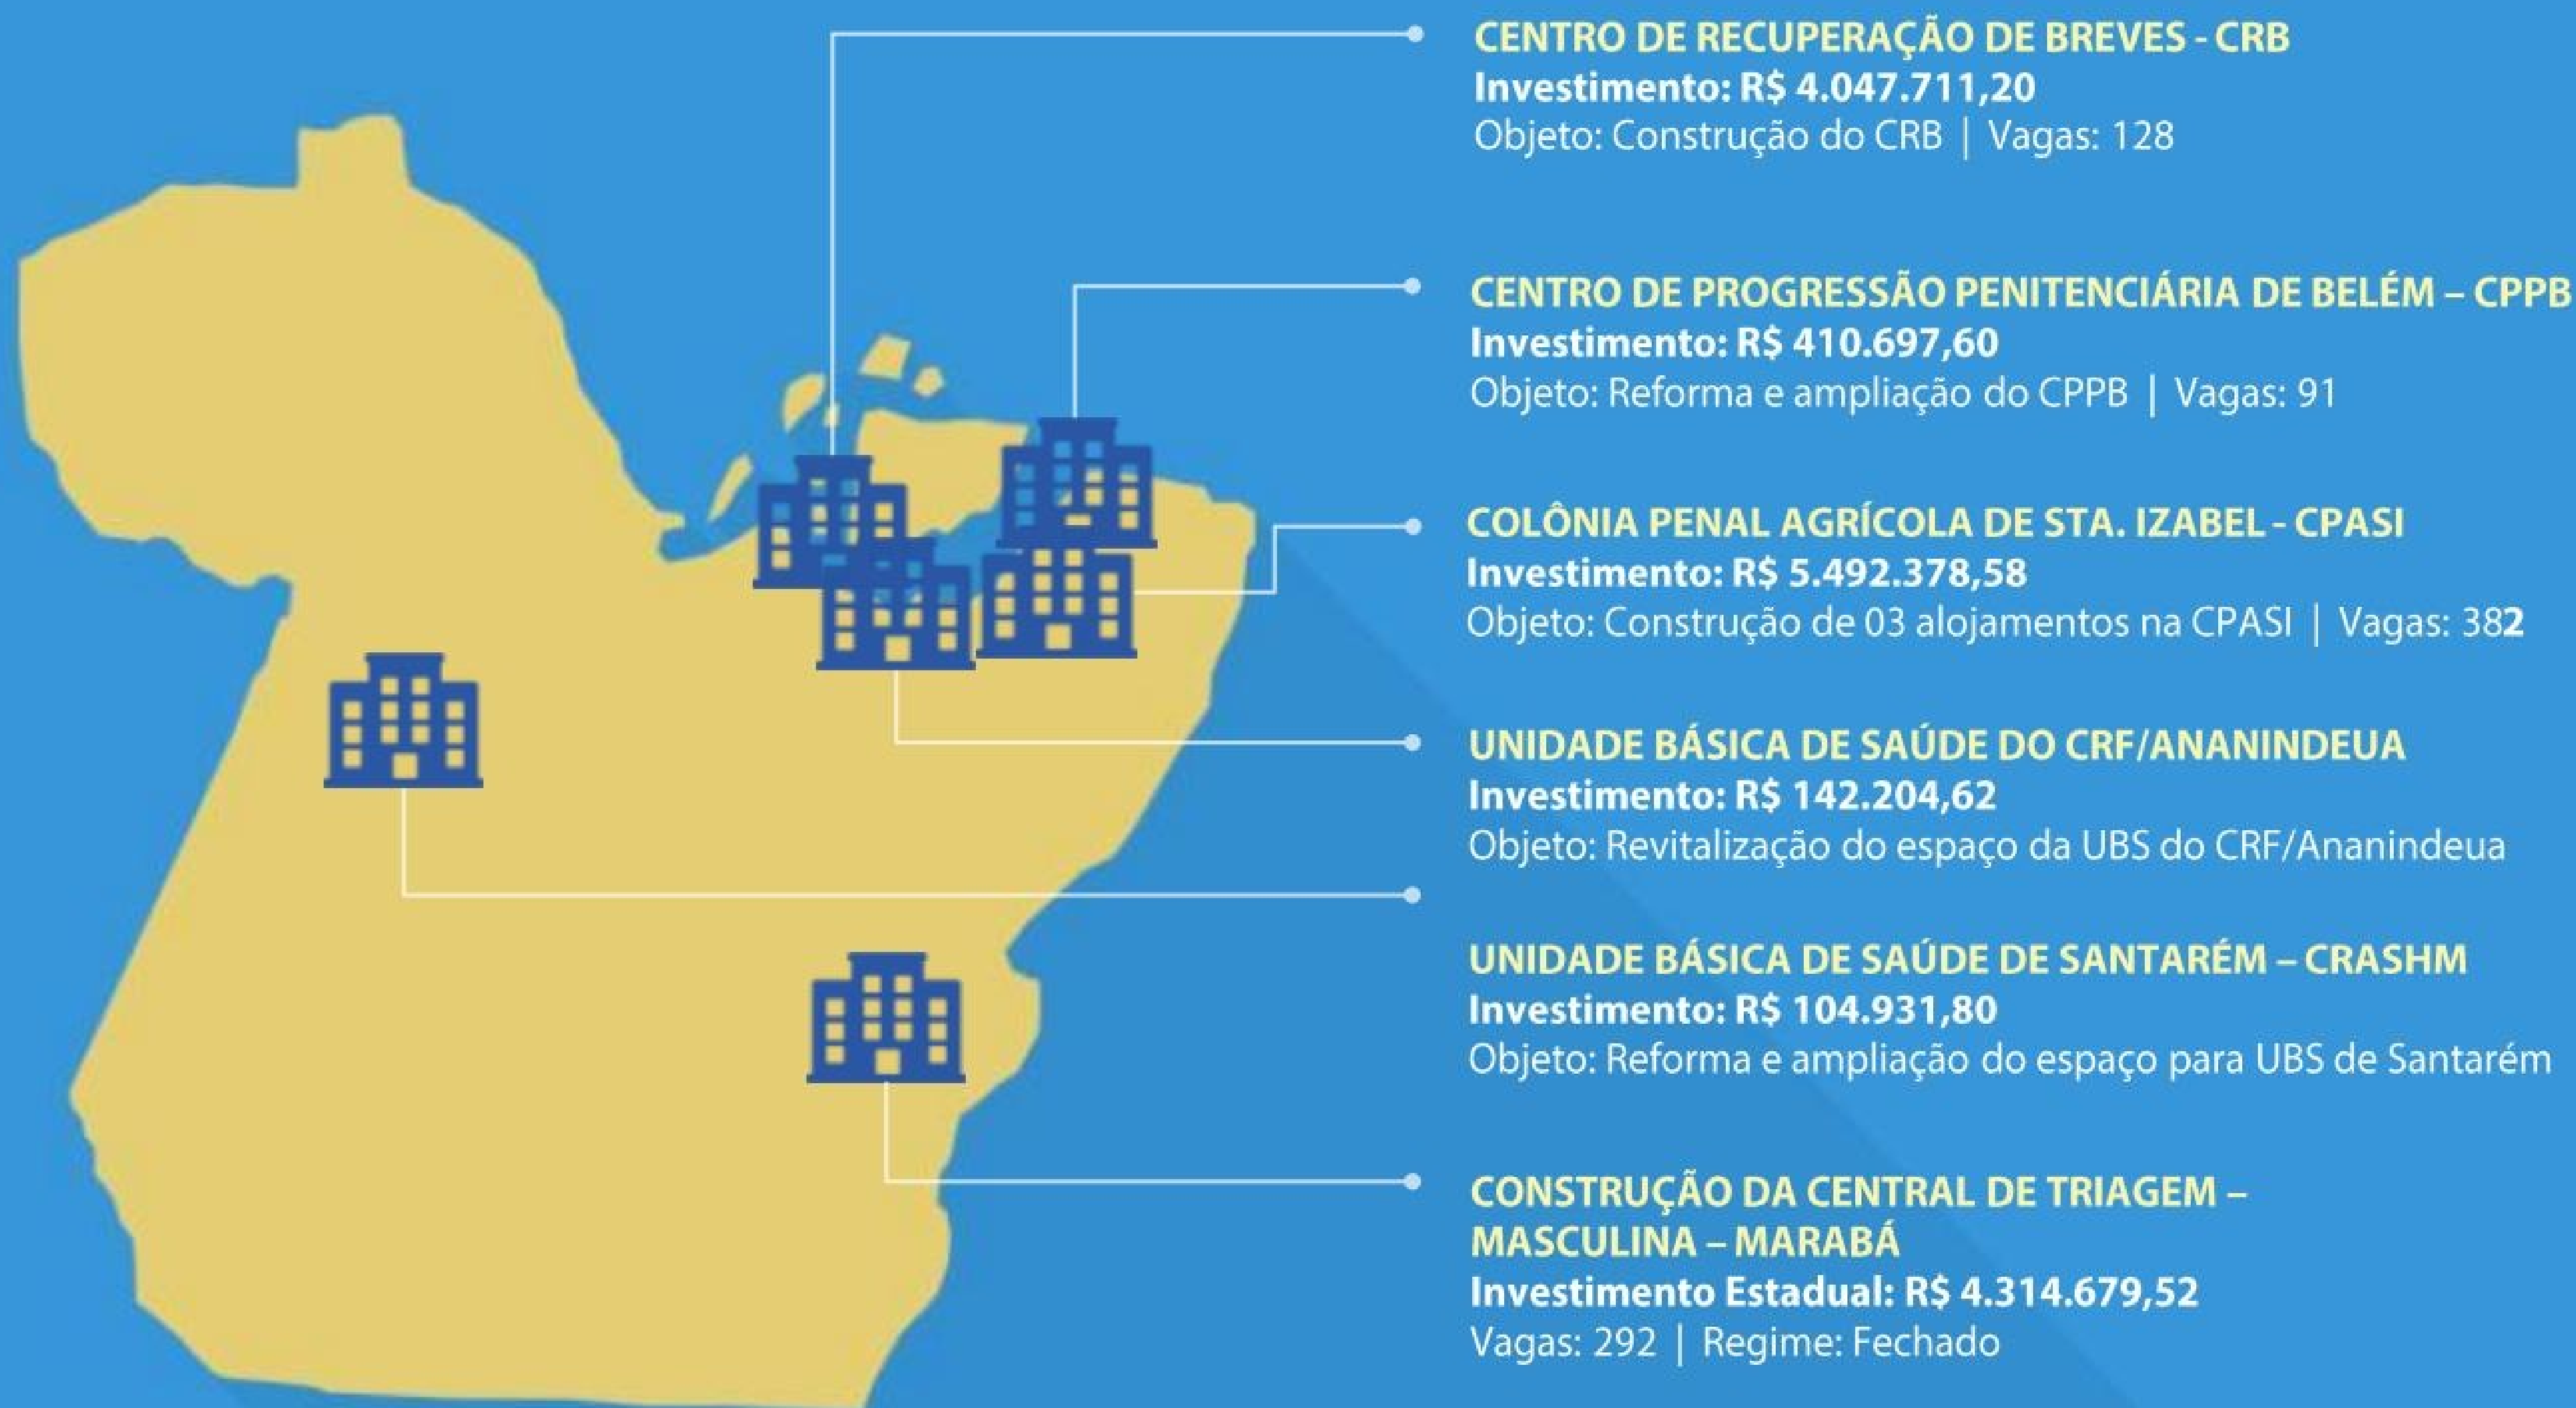 CENTRO DE RECUPERAÇÃO DE BREVES - CRB
Investimento: R$ 4.047.711,20
Objeto: Construção do CRB | Vagas: 128
CENTRO DE PROGRESSÃO PENITENCIÁRIA DE BELÉM – CPPB
Investimento: R$ 410.697,60
Objeto: Reforma e ampliação do CPPB | Vagas: 91
COLÔNIA PENAL AGRÍCOLA DE STA. IZABEL - CPASI
Investimento: R$ 5.492.378,58
Objeto: Construção de 03 alojamentos na CPASI | Vagas: 382
UNIDADE BÁSICA DE SAÚDE DO CRF/ANANINDEUA
Investimento: R$ 142.204,62
Objeto: Revitalização do espaço da UBS do CRF/Ananindeua
UNIDADE BÁSICA DE SAÚDE DE SANTARÉM – CRASHM
Investimento: R$ 104.931,80
Objeto: Reforma e ampliação do espaço para UBS de Santarém
CONSTRUÇÃO DA CENTRAL DE TRIAGEM –
MASCULINA – MARABÁ
Investimento Estadual: R$ 4.314.679,52
Vagas: 292 | Regime: Fechado